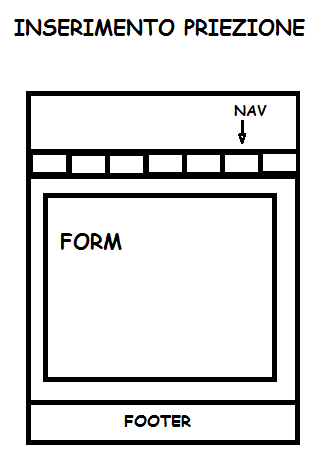 INSERIMENTO PRIEZIONE
NAV
FORM
FOOTER